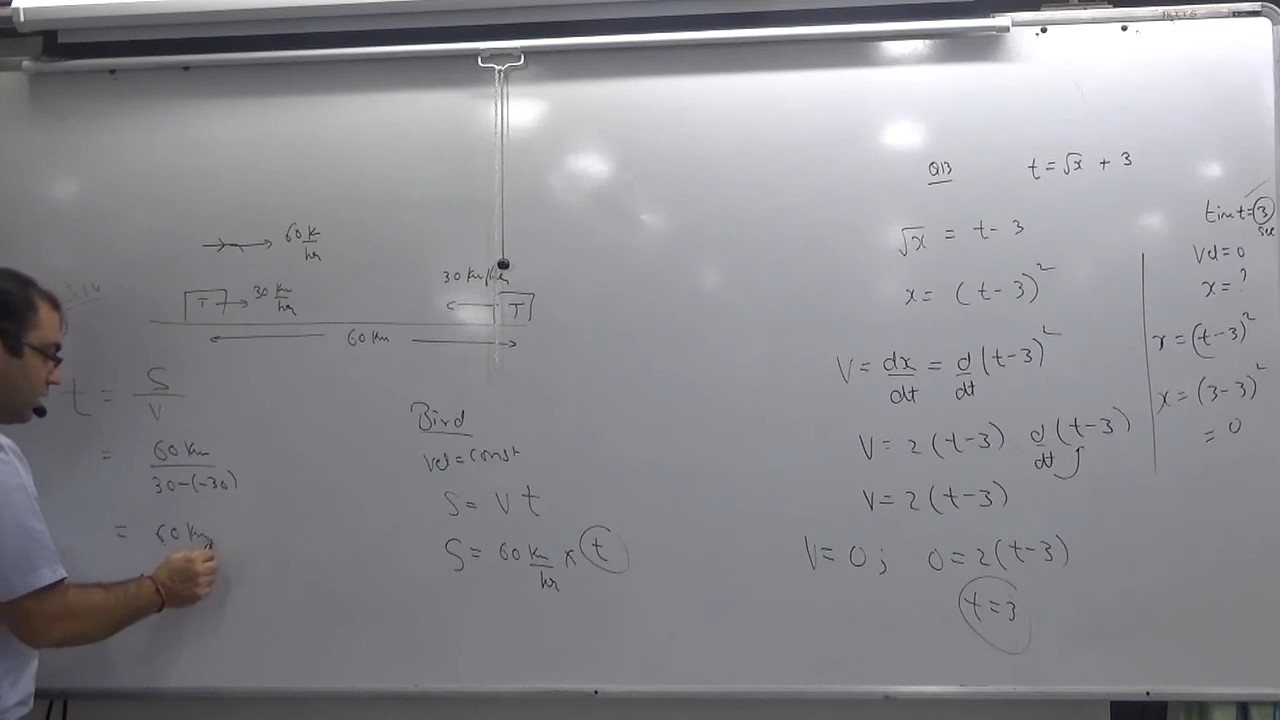 60 K/hr
T → 30 Km/hr
30 Km/hr
T
60 Km
t = S/V
= 60 Km/30-(-30)
= 60 Km
Bird
Vel = const
S = V t
S = 60 Km/hr x t
Q13 t = √x + 3
√x = t - 3
x = (t - 3)²
V = dx/dt = d/dt (t-3)²
V = 2 (t-3) d/dt (t-3)
V = 2 (t-3)
V = 0 ; 0 = 2 (t-3)
t = 3
time t = 3 sec
Vel = 0
x = ?
x = (t-3)²
x = (3-3)²
= 0